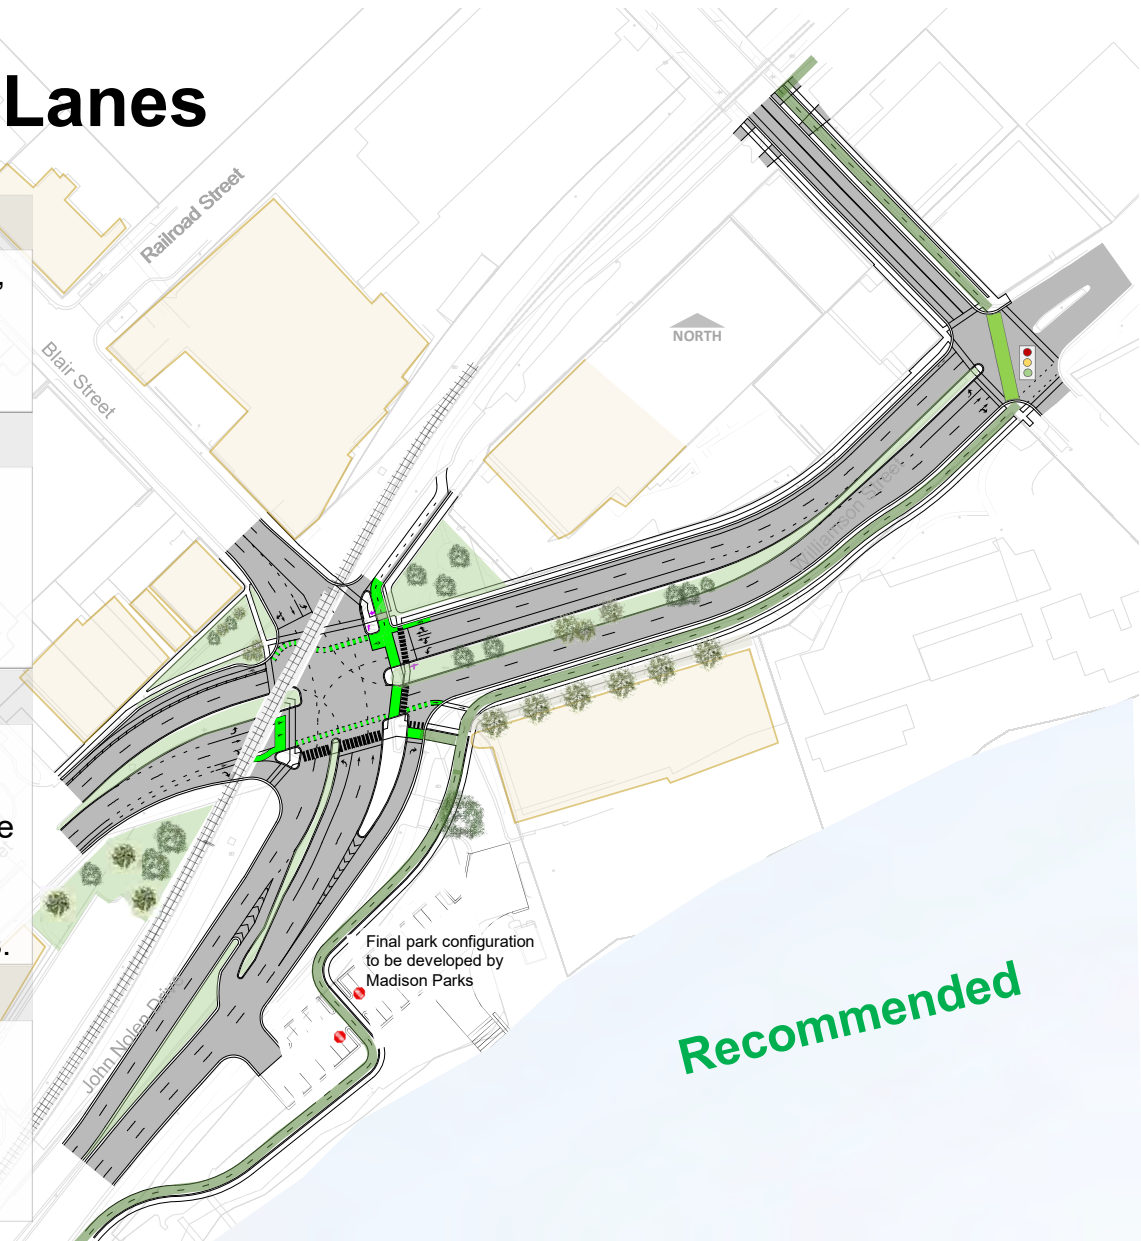 Lanes
Railroad Street
,
Blair Street
NORTH
Williamson Street
e
s.
Final park configuration
to be developed by
Madison Parks
John Nolen Drive
Recommended